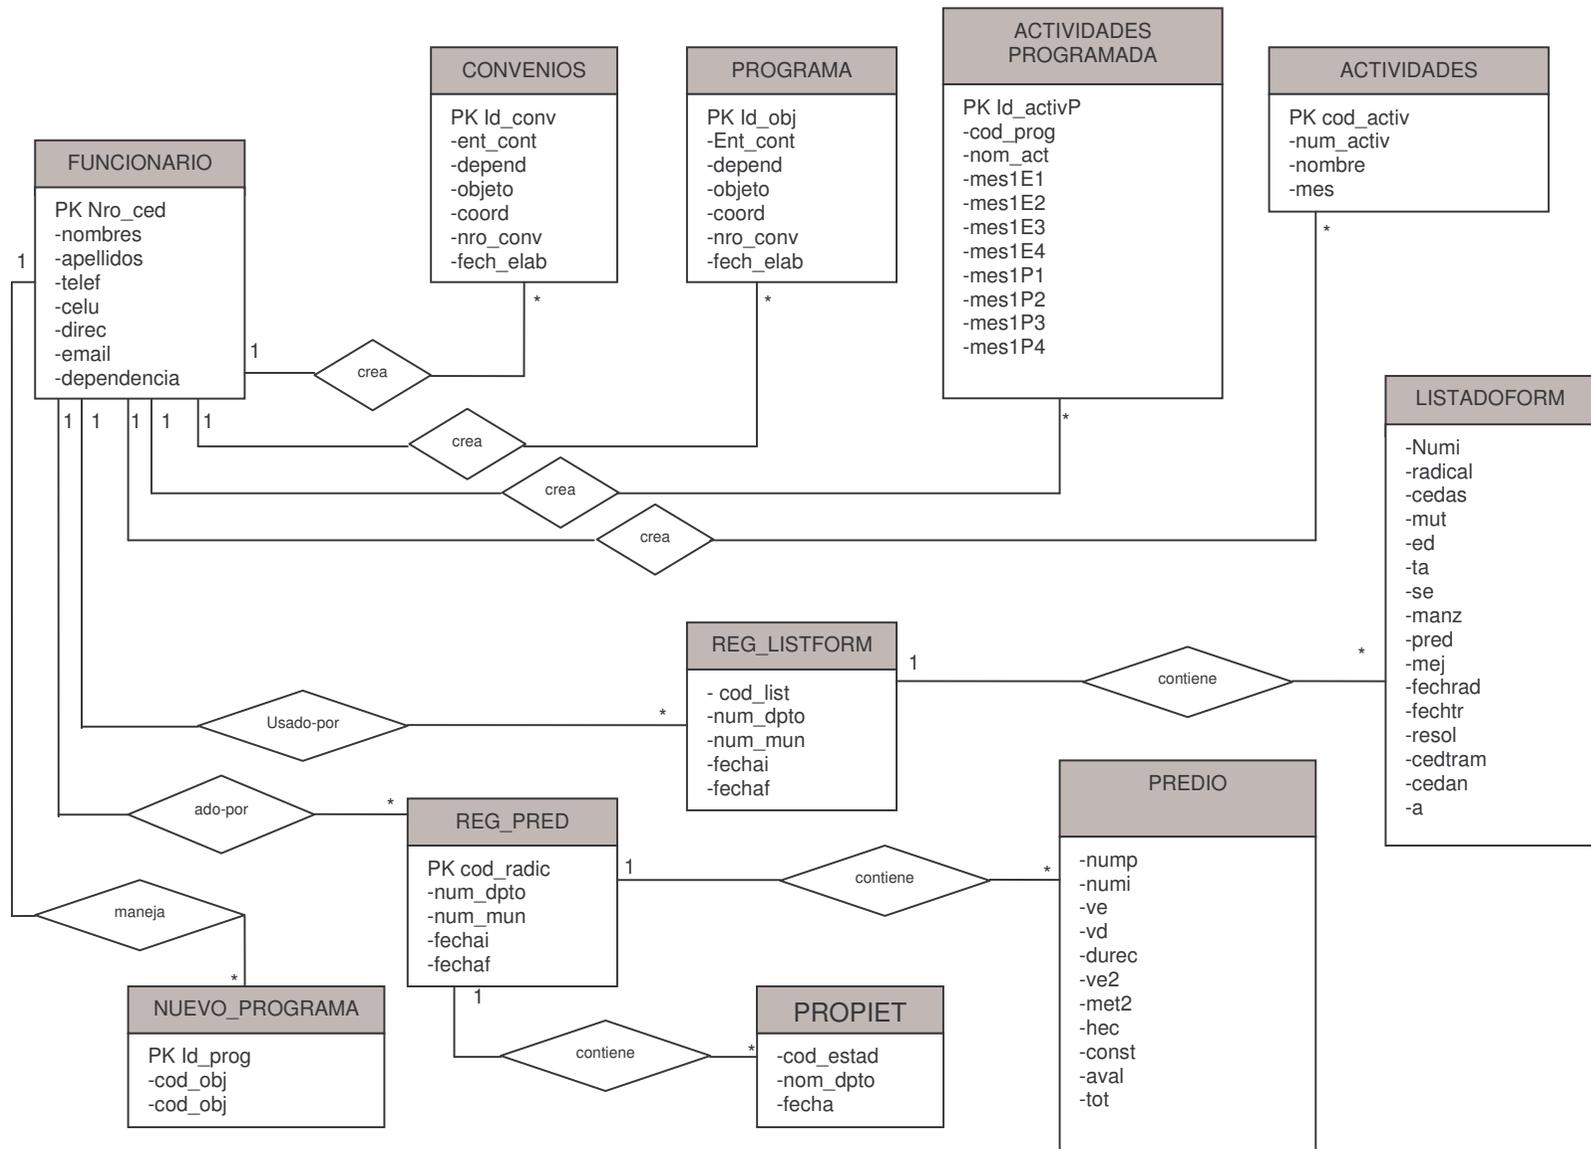 ACTIVIDADES
PROGRAMADA
PK Id_activP
-cod_prog
-nom_act
-mes1E1
-mes1E2
-mes1E3
-mes1E4
-mes1P1
-mes1P2
-mes1P3
-mes1P4
*
CONVENIOS
PK Id_conv
-ent_cont
-depend
-objeto
-coord
-nro_conv
-fech_elab
*
PROGRAMA
PK Id_obj
-Ent_cont
-depend
-objeto
-coord
-nro_conv
-fech_elab
*
ACTIVIDADES
PK cod_activ
-num_activ
-nombre
-mes
*
FUNCIONARIO
PK Nro_ced
-nombres
-apellidos
-telef
-celu
-direc
-email
-dependencia
1
1
1
1
1
1
1
crea
crea
crea
crea
LISTADOFORM
-Numi
-radical
-cedas
-mut
-ed
-ta
-se
-manz
-pred
-mej
-fechrad
-fechtr
-resol
-cedtram
-cedan
-a
REG_LISTFORM
- cod_list
-num_dpto
-num_mun
-fechai
-fechaf
1
contiene
*
Usado-por
*
ado-por
*
REG_PRED
PK cod_radic
-num_dpto
-num_mun
-fechai
-fechaf
1
contiene
*
PREDIO
-nump
-numi
-ve
-vd
-durec
-ve2
-met2
-hec
-const
-aval
-tot
maneja
*
NUEVO_PROGRAMA
PK Id_prog
-cod_obj
-cod_obj
1
contiene
*
PROPIET
-cod_estad
-nom_dpto
-fecha